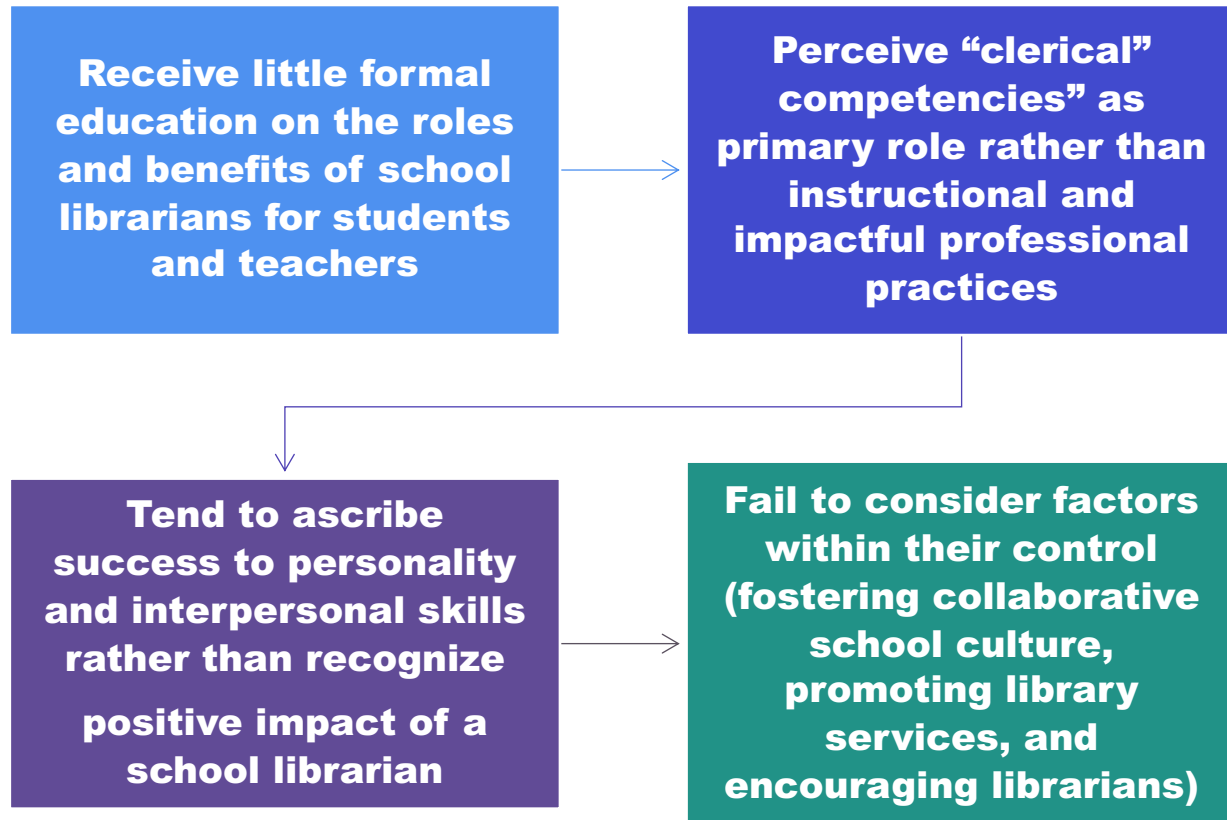 Receive little formal
education on the roles
and benefits of school
librarians for students
and teachers
Perceive “clerical”
competencies” as
primary role rather than
instructional and
impactful professional
practices
Tend to ascribe
success to personality
and interpersonal skills
rather than recognize
positive impact of a
school librarian
Fail to consider factors
within their control
(fostering collaborative
school culture,
promoting library
services, and
encouraging librarians)